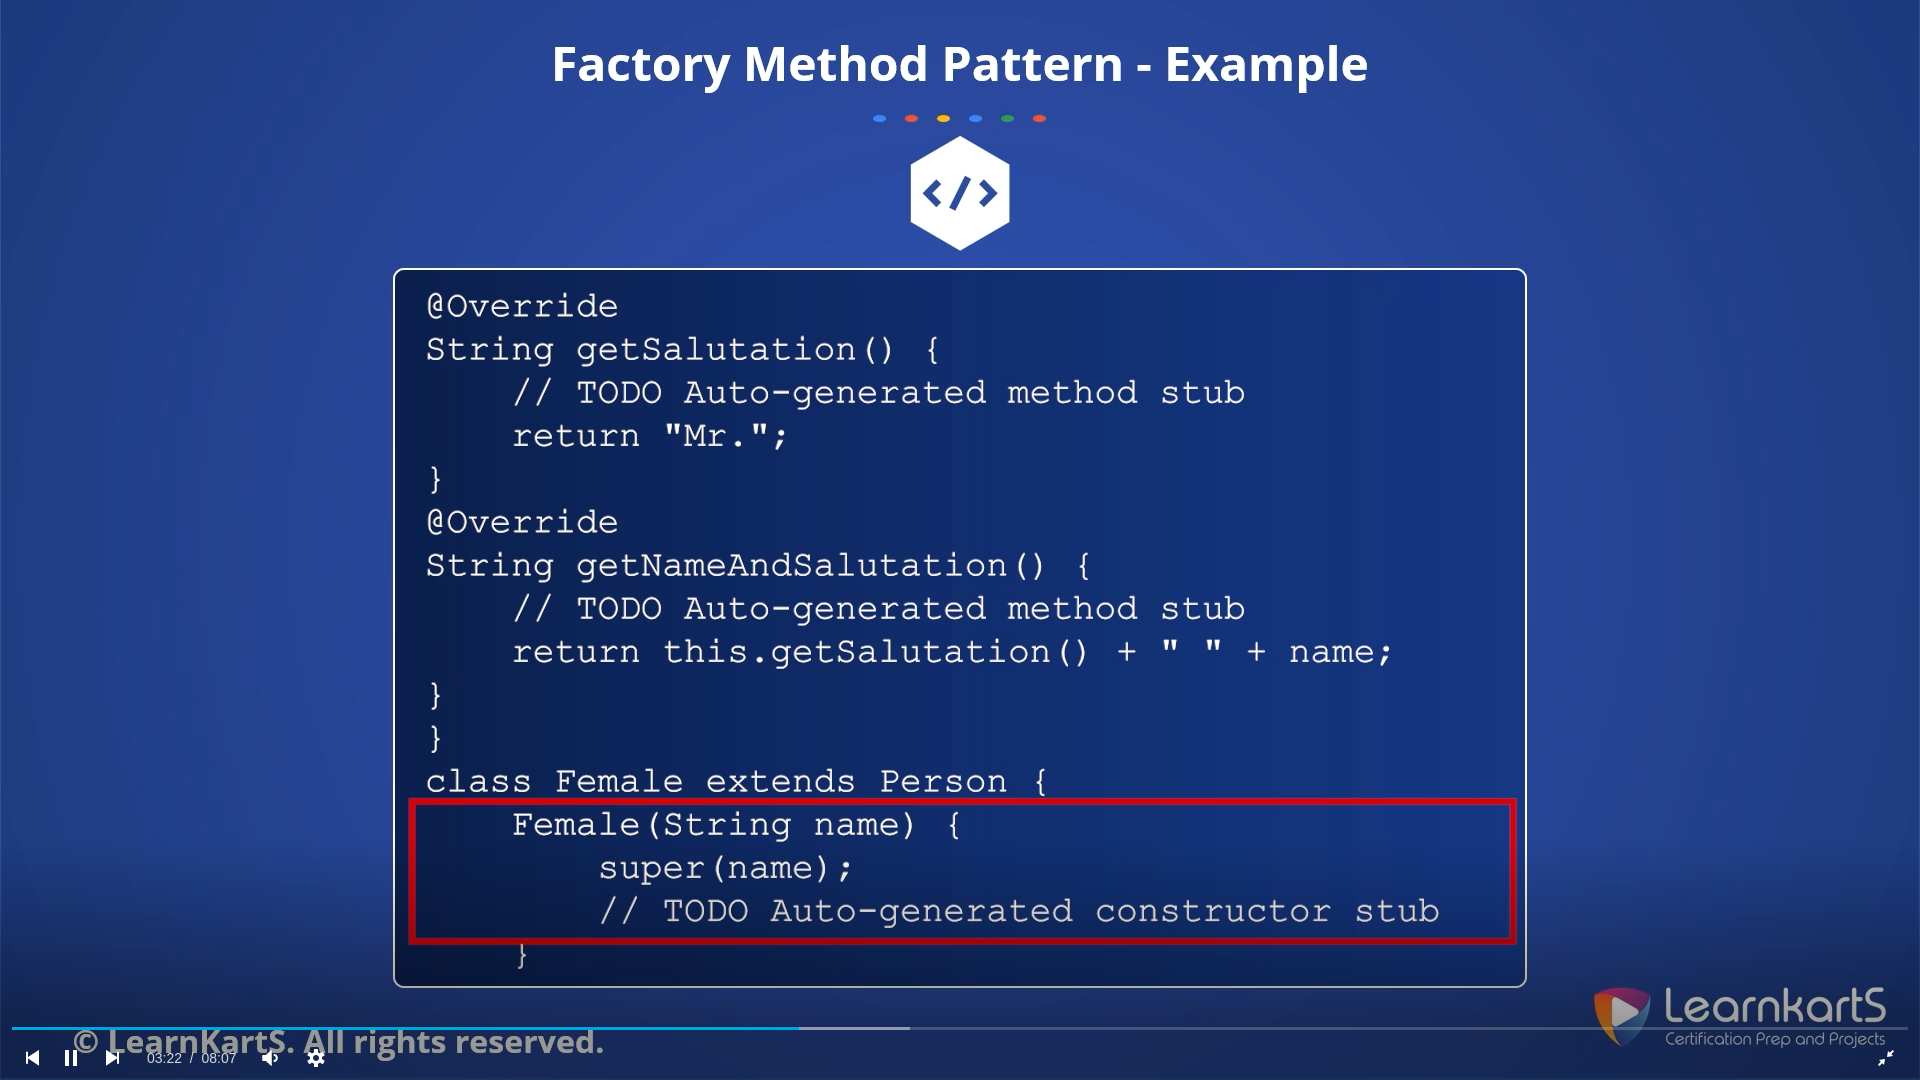 Factory Method Pattern - Example
</>
@Override
String getSalutation() {
// TODO Auto-generated method stub
return "Mr.";
}
@Override
String getNameAndSalutation() {
// TODO Auto-generated method stub
return this.getSalutation() + " " + name;
}
}
class Female extends Person {
Female(String name) {
super(name);
// TODO Auto-generated constructor stub
}
LearnkartS
Certification Prep and Projects
© LearnKartS. All rights reserved.
03:22 / 08:07